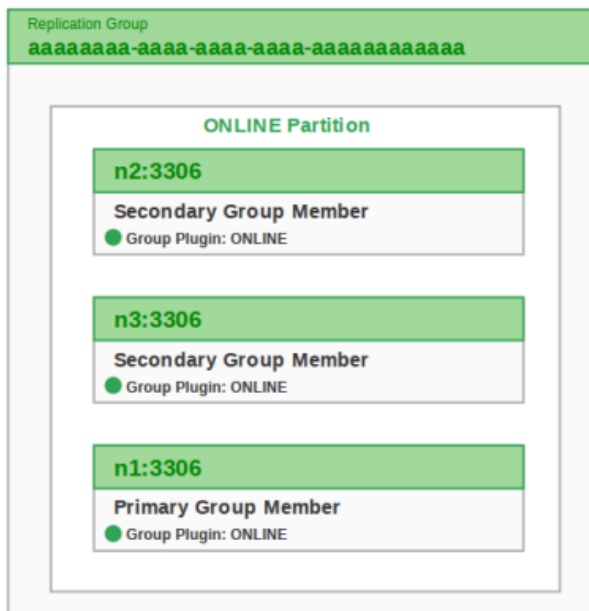 Replication Group
aaaaaaaa-aaaa-aaaa-aaaa-aaaaaaaaaaaa
ONLINE Partition
n2:3306
Secondary Group Member
Group Plugin: ONLINE
n3:3306
Secondary Group Member
Group Plugin: ONLINE
n1:3306
Primary Group Member
Group Plugin: ONLINE